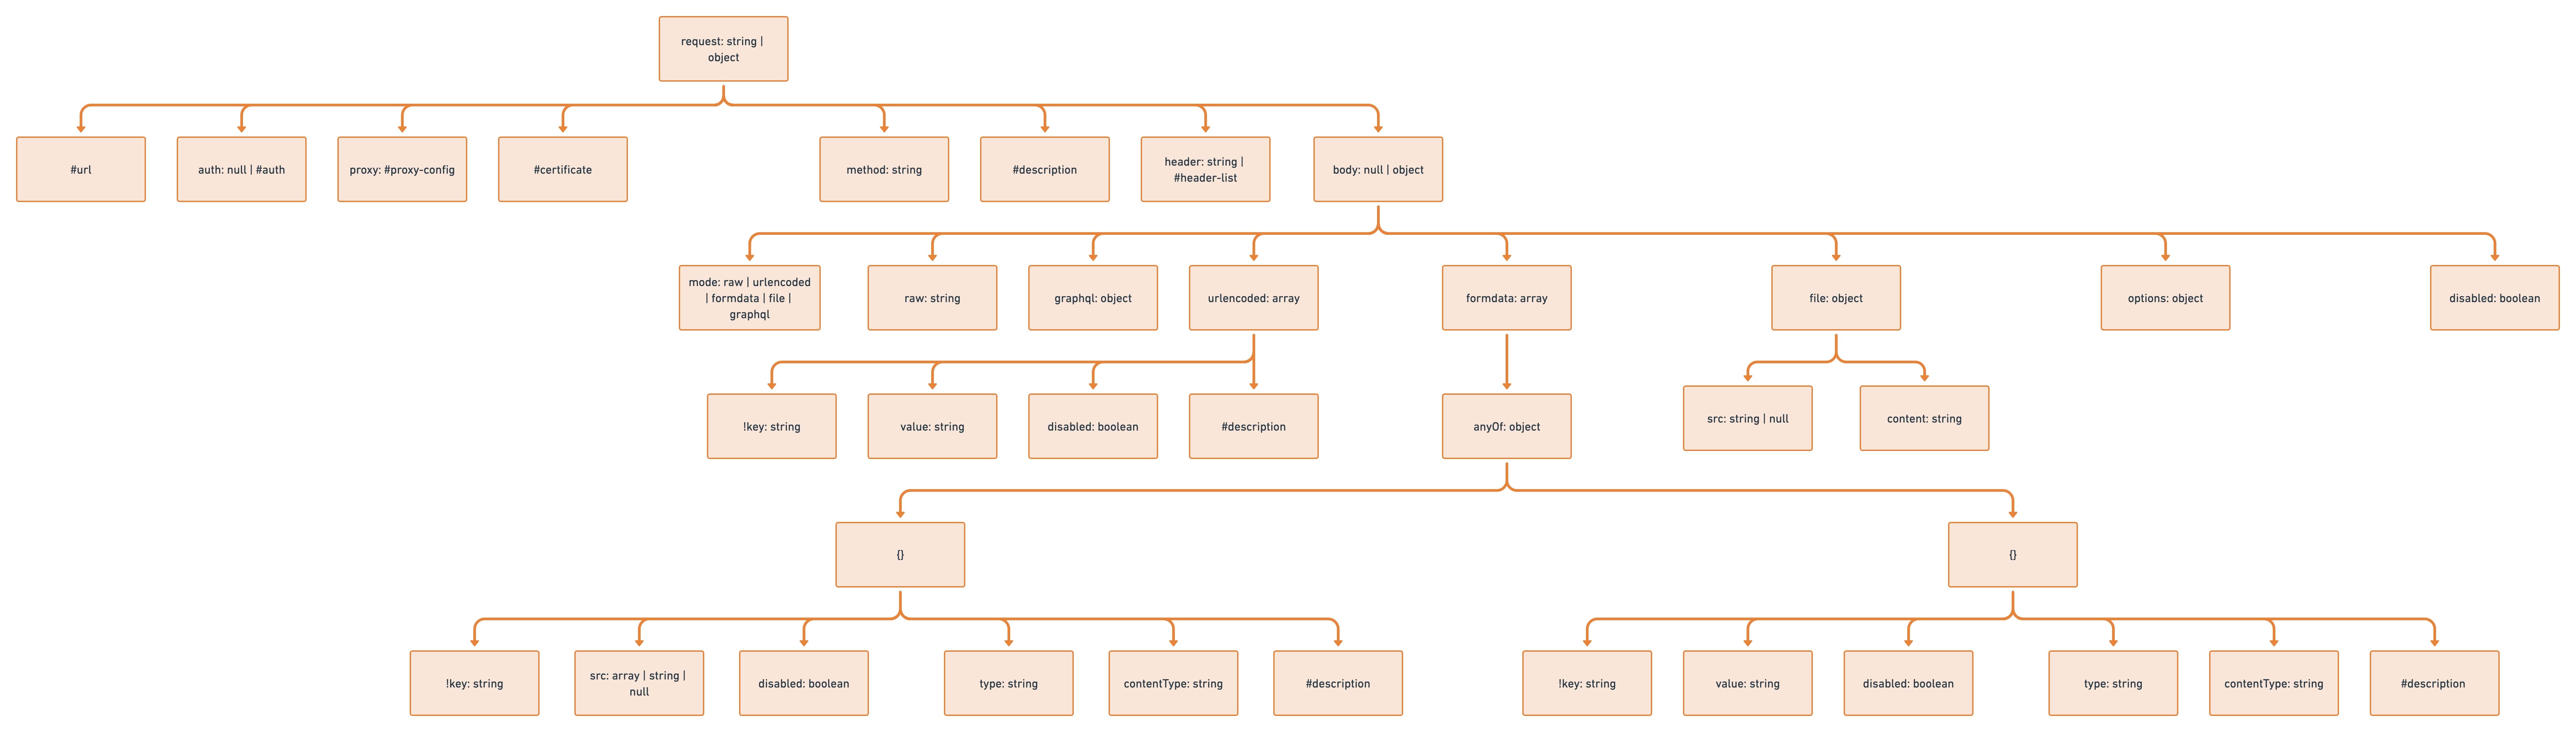 request: string |
object
#url
auth: null | #auth
proxy: #proxy-config
#certificate
method: string
#description
header: string |
#header-list
body: null | object
mode: raw | urlencoded
| formdata | file |
graphql
raw: string
graphql: object
urlencoded: array
formdata: array
file: object
options: object
disabled: boolean
!key: string
value: string
disabled: boolean
#description
anyOf: object
src: string | null
content: string
{}
{}
!key: string
src: array | string |
null
disabled: boolean
type: string
contentType: string
#description
!key: string
value: string
disabled: boolean
type: string
contentType: string
#description